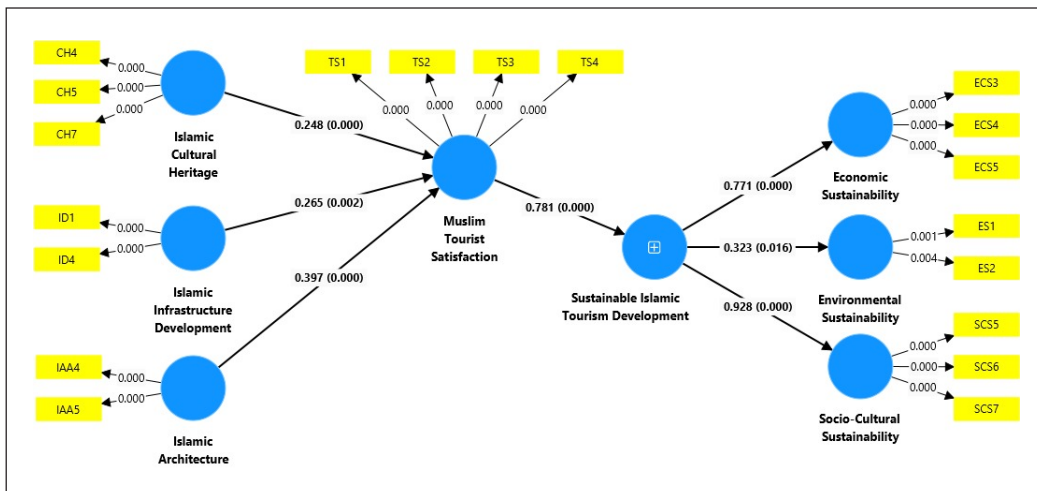 CH4
0.000
CH5
0.000
0.000
CH7
Islamic
Cultural
Heritage
0.248 (0.000)
TS1
TS2
TS3
TS4
0.000
0.000
0.000
0.000
ID1
0.000
ID4
0.000
Islamic
Infrastructure
Development
0.265 (0.002)
Muslim
Tourist
Satisfaction
IAA4
0.000
IAA5
0.000
Islamic
Architecture
0.397 (0.000)
0.781 (0.000)
Sustainable Islamic
Tourism Development
0.771 (0.000)
0.323 (0.016)
0.928 (0.000)
Economic
Sustainability
0.000
ECS3
0.000
ECS4
0.000
ECS5
Environmental
Sustainability
0.001
ES1
0.004
ES2
Socio-Cultural
Sustainability
0.000
SCS5
0.000
SCS6
0.000
SCS7